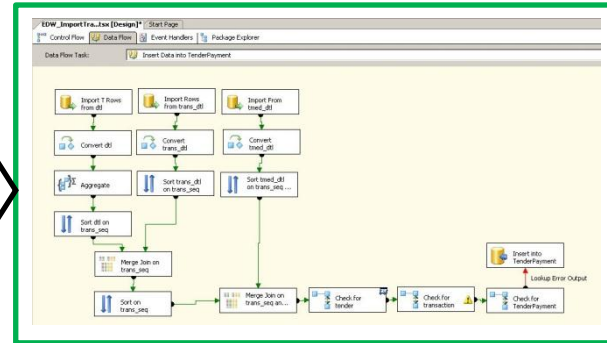 EDW_ImportTra...tsx [Design]* Start Page
Control Flow Data Flow Event Handlers Package Explorer
Data Flow Task: Insert Data into TenderPayment
Import T Rows
from dtl
Import Rows
from trans_dtl
Import From
tmed_dtl
Convert dtl
Convert
trans_dtl
Convert
tmed_dtl
Aggregate
Sort trans_dtl
on trans_seq
Sort tmed_dtl
on trans_seq ...
Sort dtl on
trans_seq
Merge Join on
trans_seq
Insert into
TenderPayment
Lookup Error Output
Sort on
trans_seq
Merge Join on
trans_seq an...
Check for
tender
Check for
transaction
Check for
TenderPayment